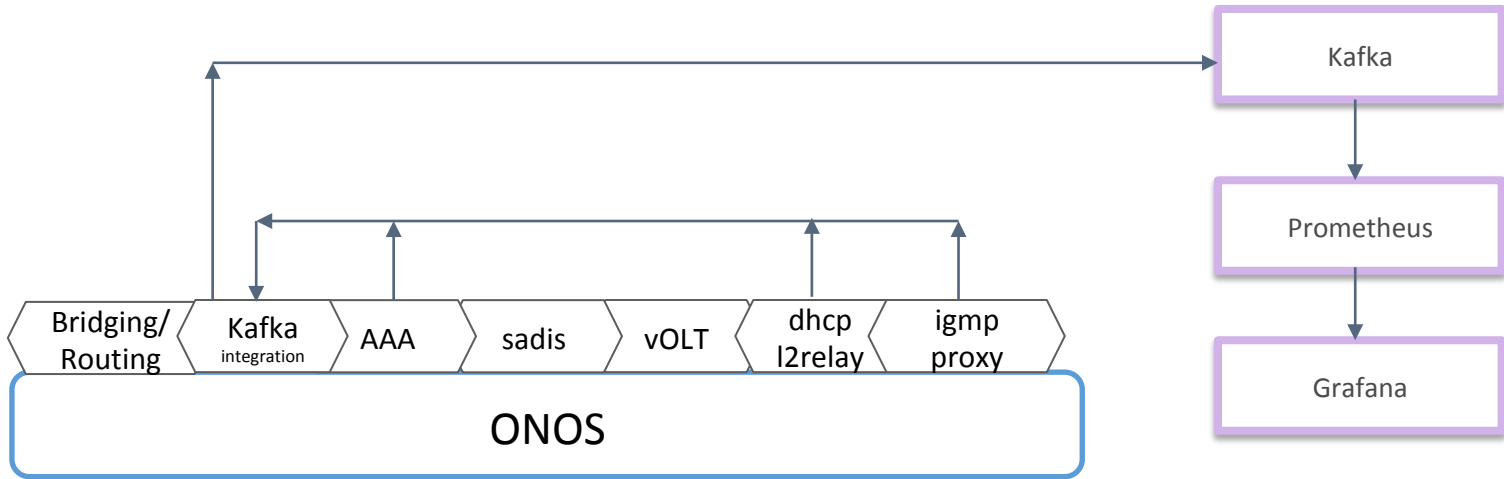 Kafka
Prometheus
Grafana
Bridging/
Routing
Kafka
integration
AAA
sadis
vOLT
dhcp
l2relay
igmp
proxy
ONOS